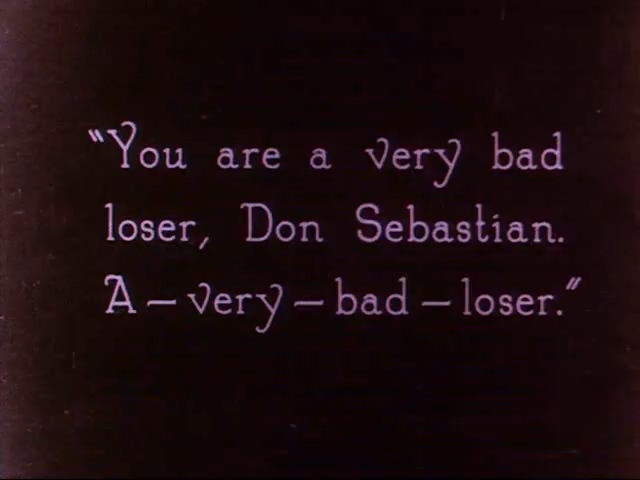 "You are a very bad
loser, Don Sebastian.
A — very — bad — loser."